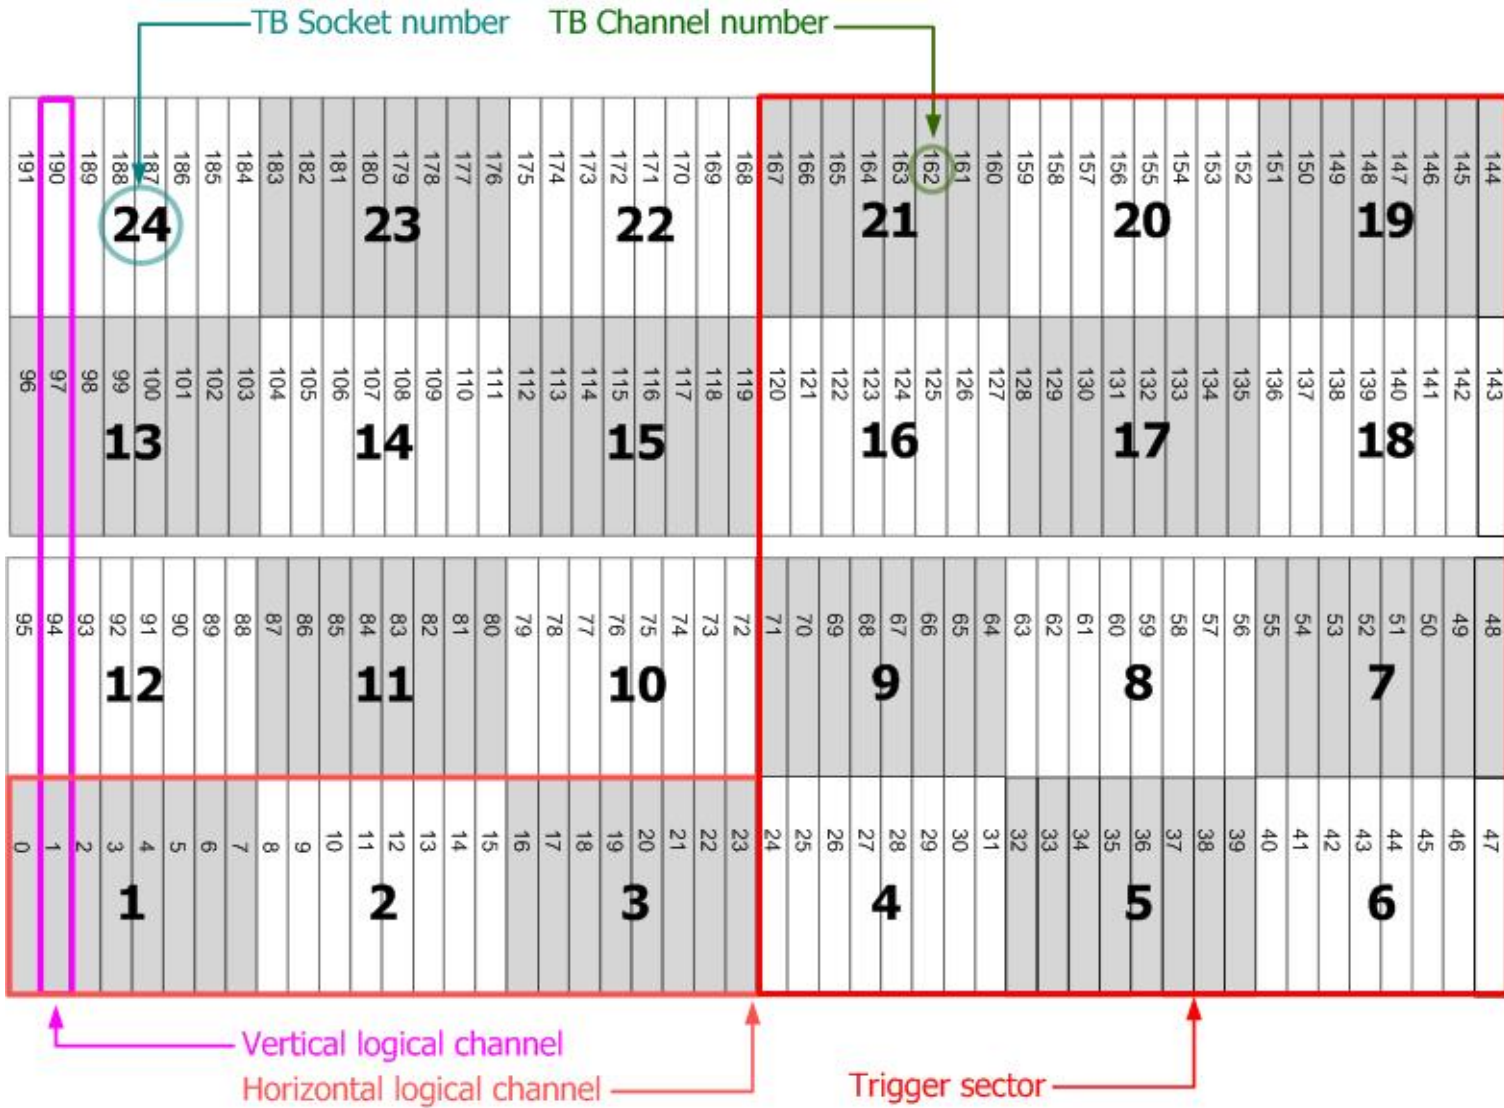 TB Socket number TB Channel number
191 190 189 188 187 186 185 184 183 182 181 180 179 178 177 176 175 174 173 172 171 170 169 168 167 166 165 164 163 162 161 160 159 158 157 156 155 154 153 152 151 150 149 148 147 146 145 144
24 23 22 21 20 19
96 97 98 99 100 101 102 103 104 105 106 107 108 109 110 111 112 113 114 115 116 117 118 119 120 121 122 123 124 125 126 127 128 129 130 131 132 133 134 135 136 137 138 139 140 141 142 143
13 14 15 16 17 18
95 94 93 92 91 90 89 88 87 86 85 84 83 82 81 80 79 78 77 76 75 74 73 72 71 70 69 68 67 66 65 64 63 62 61 60 59 58 57 56 55 54 53 52 51 50 49 48
12 11 10 9 8 7
0 1 2 3 4 5 6 7 8 9 10 11 12 13 14 15 16 17 18 19 20 21 22 23 24 25 26 27 28 29 30 31 32 33 34 35 36 37 38 39 40 41 42 43 44 45 46 47
1 2 3 4 5 6
Vertical logical channel
Horizontal logical channel Trigger sector